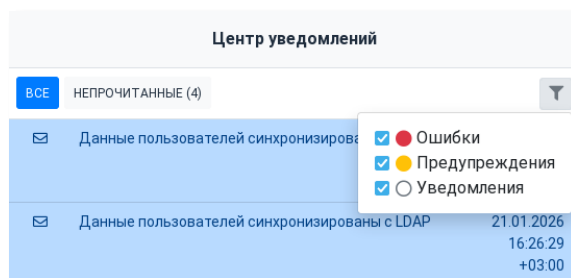 Центр уведомлений
ВСЕ НЕПРОЧИТАННЫЕ (4)
Данные пользователей синхронизирова
Ошибки
Предупреждения
Уведомления
Данные пользователей синхронизированы с LDAP 21.01.2026
16:26:29
+03:00